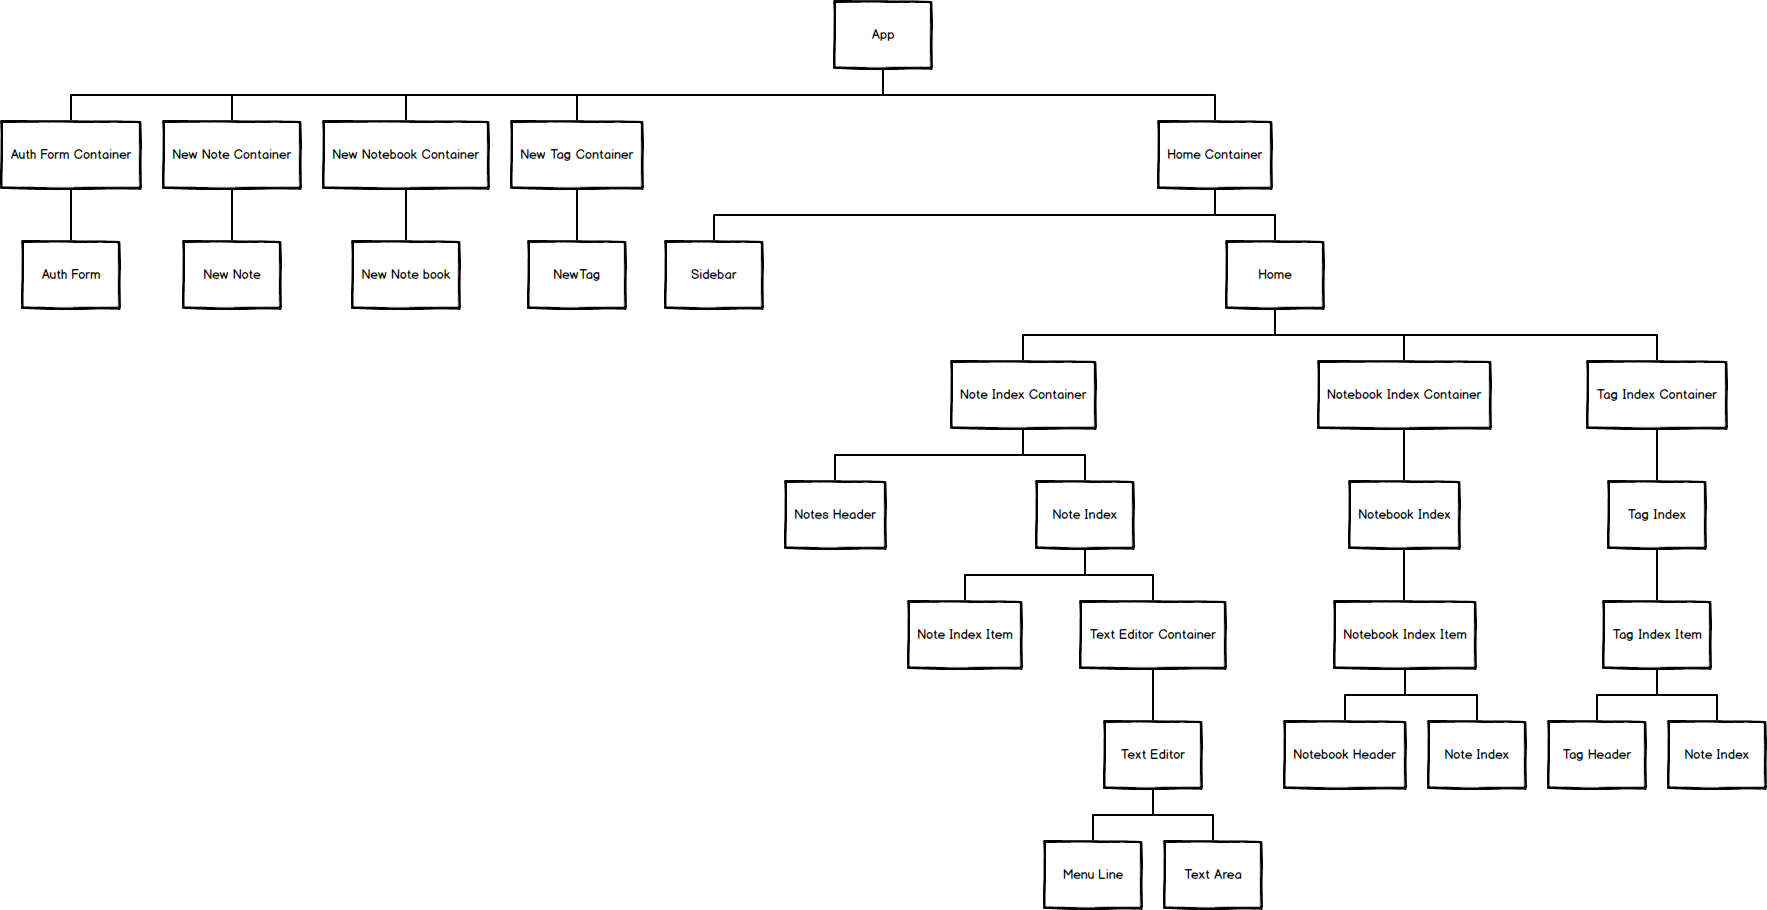 App
Auth Form Container
New Note Container
New Notebook Container
New Tag Container
Home Container
Auth Form
New Note
New Note book
NewTag
Sidebar
Home
Note Index Container
Notebook Index Container
Tag Index Container
Notes Header
Note Index
Notebook Index
Tag Index
Note Index Item
Text Editor Container
Notebook Index Item
Tag Index Item
Text Editor
Notebook Header
Note Index
Tag Header
Note Index
Menu Line
Text Area